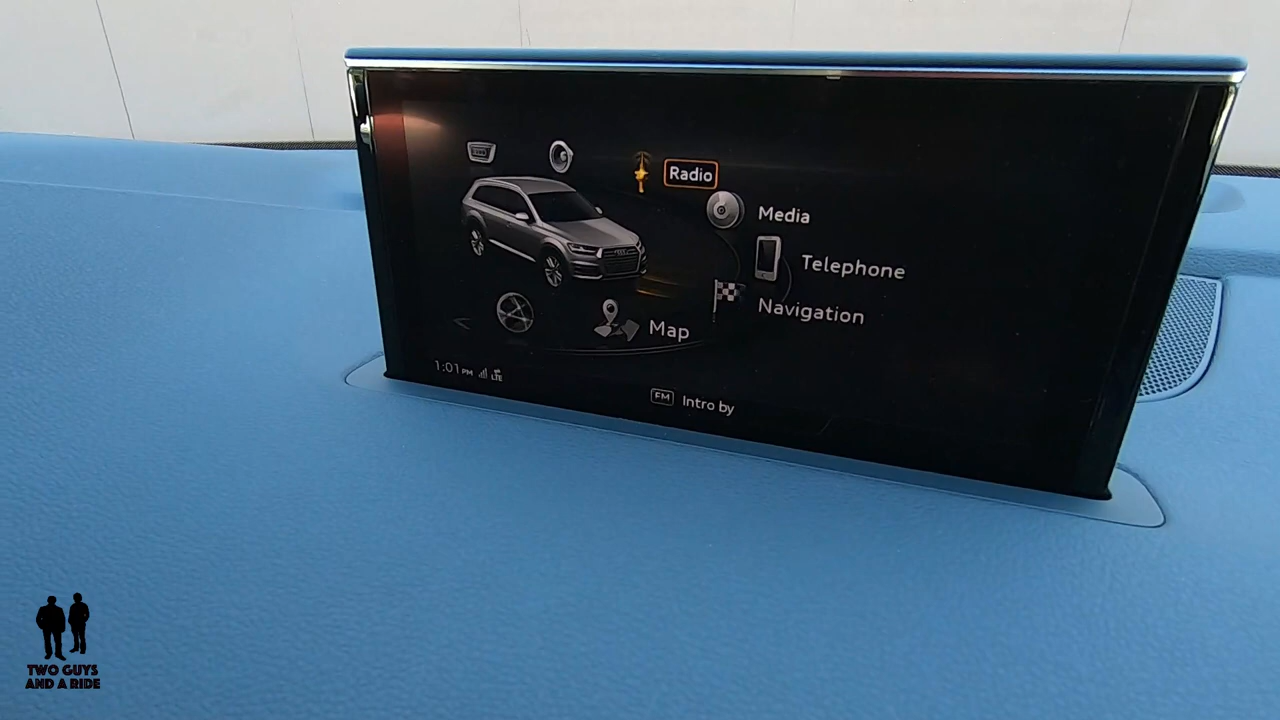 Radio
Media
Telephone
Navigation
Map
1:01 PM LTE
FM Intro by
TWO GUYS
AND A RIDE